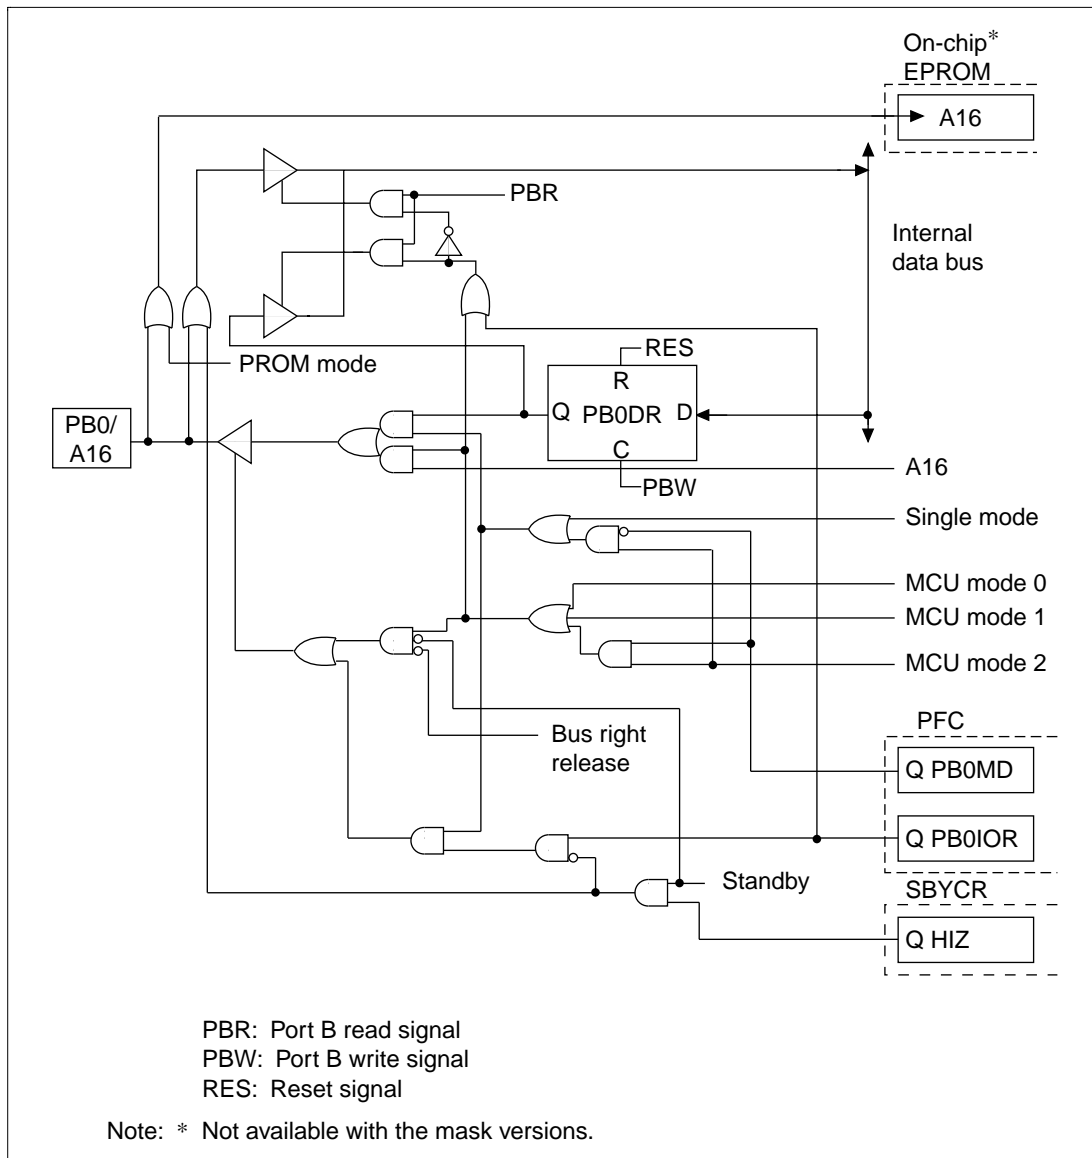 On-chip*
EPROM
A16
PBR
Internal
data bus
PROM mode
RES
R
Q PB0DR D
C
PBW
PB0/
A16
A16
Single mode
MCU mode 0
MCU mode 1
MCU mode 2
Bus right
release
PFC
Q PB0MD
Q PB0IOR
Standby
SBYCR
Q HIZ
PBR: Port B read signal
PBW: Port B write signal
RES: Reset signal
Note: * Not available with the mask versions.